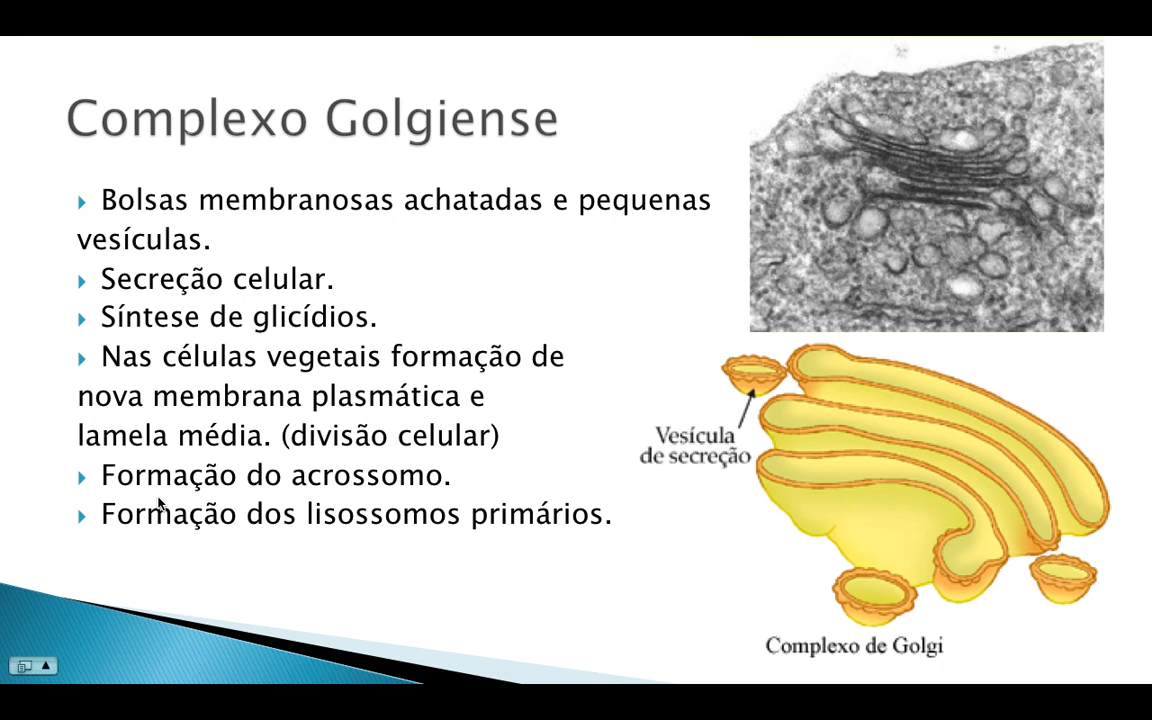 Complexo Golgiense
Bolsas membranosas achatadas e pequenas
vesículas.
Secreção celular.
Síntese de glicídios.
Nas células vegetais formação de
nova membrana plasmática e
lamela média. (divisão celular)
Formação do acrossomo.
Formação dos lisossomos primários.
Vesícula
de secreção
Complexo de Golgi